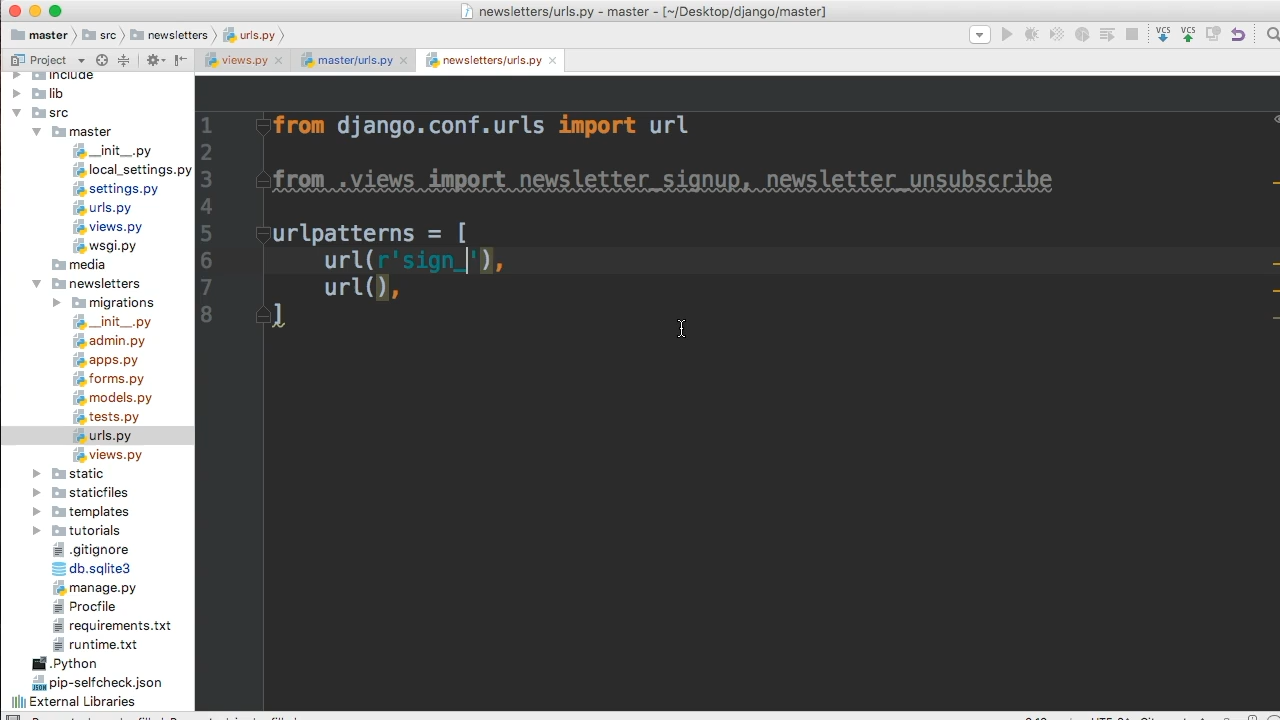 newsletters/urls.py - master - [~/Desktop/django/master]
master src newsletters urls.py
VCS VCS
Project views.py master/urls.py newsletters/urls.py
include
lib
src
master
__init__.py
local_settings.py
settings.py
urls.py
views.py
wsgi.py
media
newsletters
migrations
__init__.py
admin.py
apps.py
forms.py
models.py
tests.py
urls.py
views.py
static
staticfiles
templates
tutorials
.gitignore
db.sqlite3
manage.py
Procfile
requirements.txt
runtime.txt
.Python
pip-selfcheck.json
External Libraries
1 from django.conf.urls import url
2
3 from .views import newsletter_signup, newsletter_unsubscribe
4
5 urlpatterns = [
6 url(r'sign_'),
7 url(),
8 ]